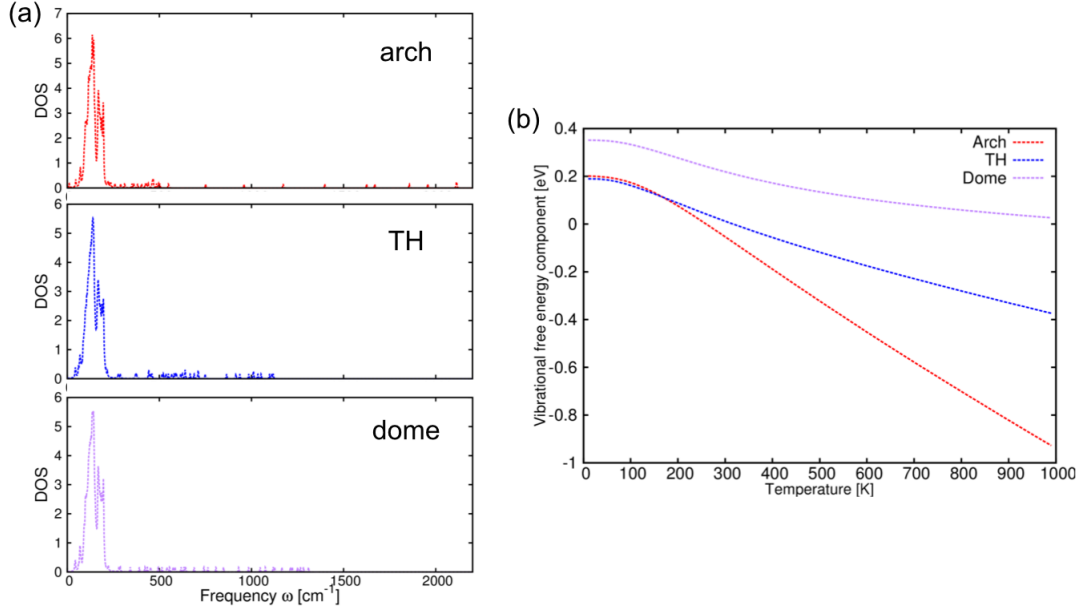 (a)
7
6
5
4
3
2
1
0
DOS
arch
6
5
4
3
2
1
0
DOS
TH
6
5
4
3
2
1
0
DOS
dome
0 500 1000 1500 2000
Frequency ω [cm⁻¹]
(b)
0.4
0.2
0
-0.2
-0.4
-0.6
-0.8
-1
Vibrational free energy component [eV]
Arch
TH
Dome
0 100 200 300 400 500 600 700 800 900 1000
Temperature [K]